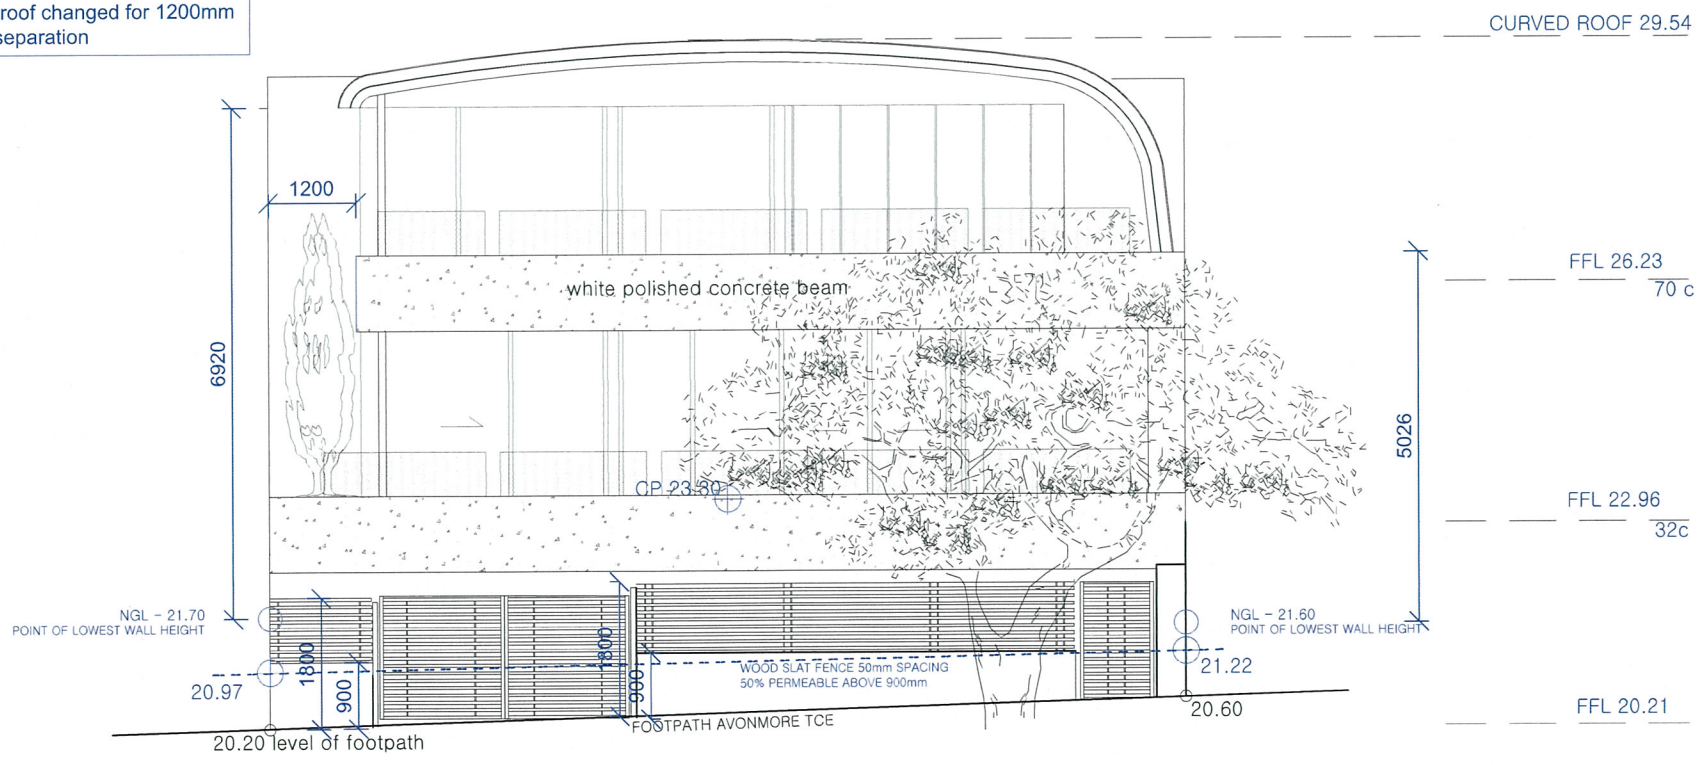 roof changed for 1200mm
separation
CURVED ROOF 29.54
1200
FFL 26.23
70 c
white polished concrete beam
6920
5026
CP 23.80
FFL 22.96
32c
NGL - 21.70
POINT OF LOWEST WALL HEIGHT
NGL - 21.60
POINT OF LOWEST WALL HEIGHT
1800
1800
900
900
WOOD SLAT FENCE 50mm SPACING
50% PERMEABLE ABOVE 900mm
20.97
21.22
FFL 20.21
20.60
FOOTPATH AVONMORE TCE
20.20 level of footpath